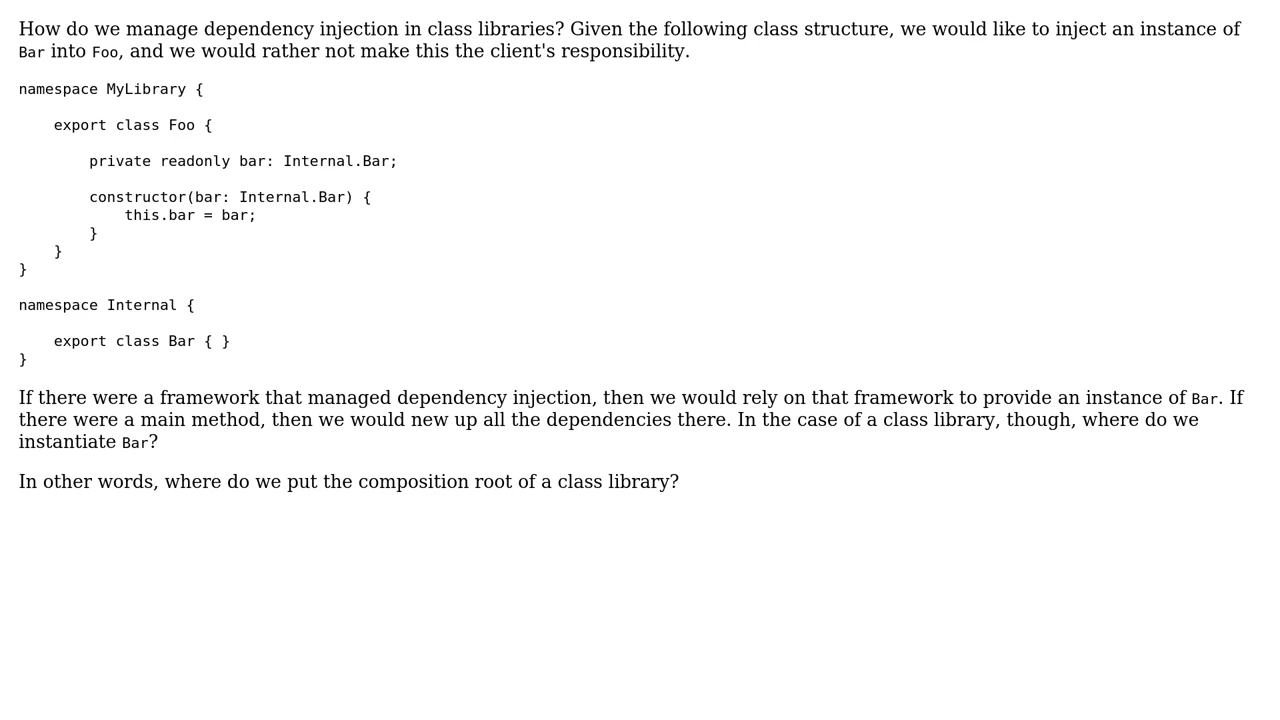 How do we manage dependency injection in class libraries? Given the following class structure, we would like to inject an instance of
Bar into Foo, and we would rather not make this the client's responsibility.
namespace MyLibrary {
    export class Foo {
        private readonly bar: Internal.Bar;
        constructor(bar: Internal.Bar) {
            this.bar = bar;
        }
    }
}
namespace Internal {
    export class Bar { }
}
If there were a framework that managed dependency injection, then we would rely on that framework to provide an instance of Bar. If
there were a main method, then we would new up all the dependencies there. In the case of a class library, though, where do we
instantiate Bar?
In other words, where do we put the composition root of a class library?